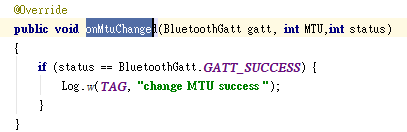 @Override
public void onMtuChanged(BluetoothGatt gatt, int MTU,int status)
{
if (status == BluetoothGatt.GATT_SUCCESS) {
Log.w(TAG, "change MTU success ");
}
}